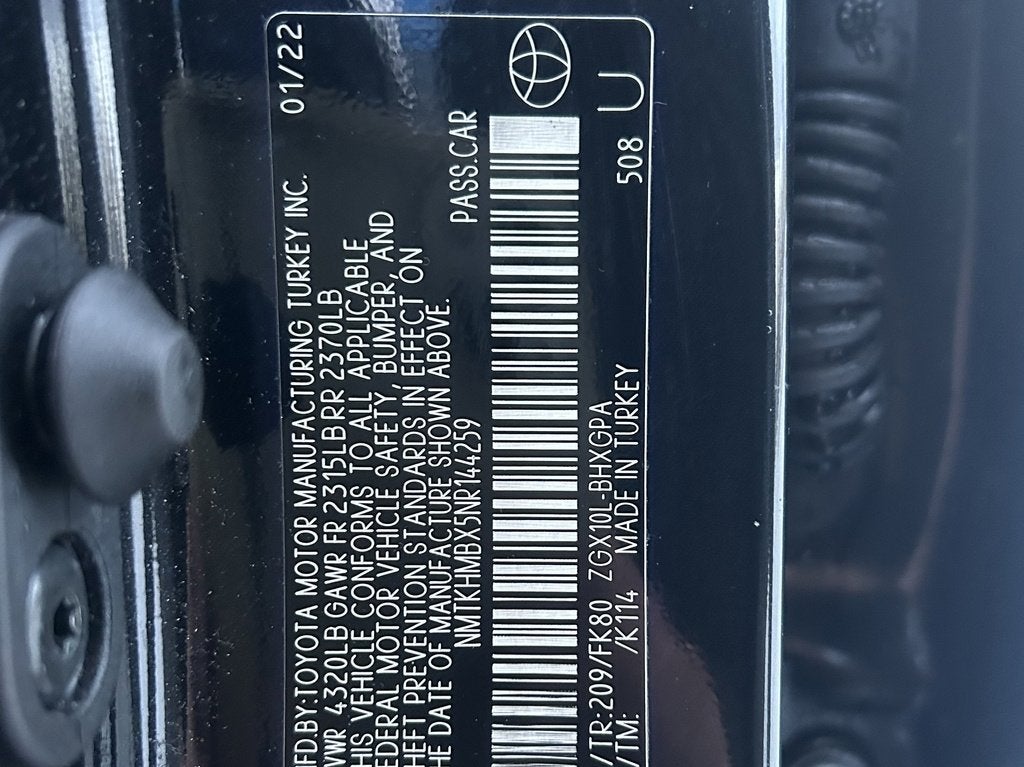 MFD.BY:TOYOTA MOTOR MANUFACTURING TURKEY INC. 01/22
VWR 4320LB GAWR FR 2315LB RR 2370LB
THIS VEHICLE CONFORMS TO ALL APPLICABLE
FEDERAL MOTOR VEHICLE SAFETY, BUMPER, AND
THEFT PREVENTION STANDARDS IN EFFECT ON
THE DATE OF MANUFACTURE SHOWN ABOVE.
NMTKHMBX5NR144259 PASS.CAR
/TR:209/FK80 ZGX10L-BHXGPA 508 U
/TM: /K114 MADE IN TURKEY